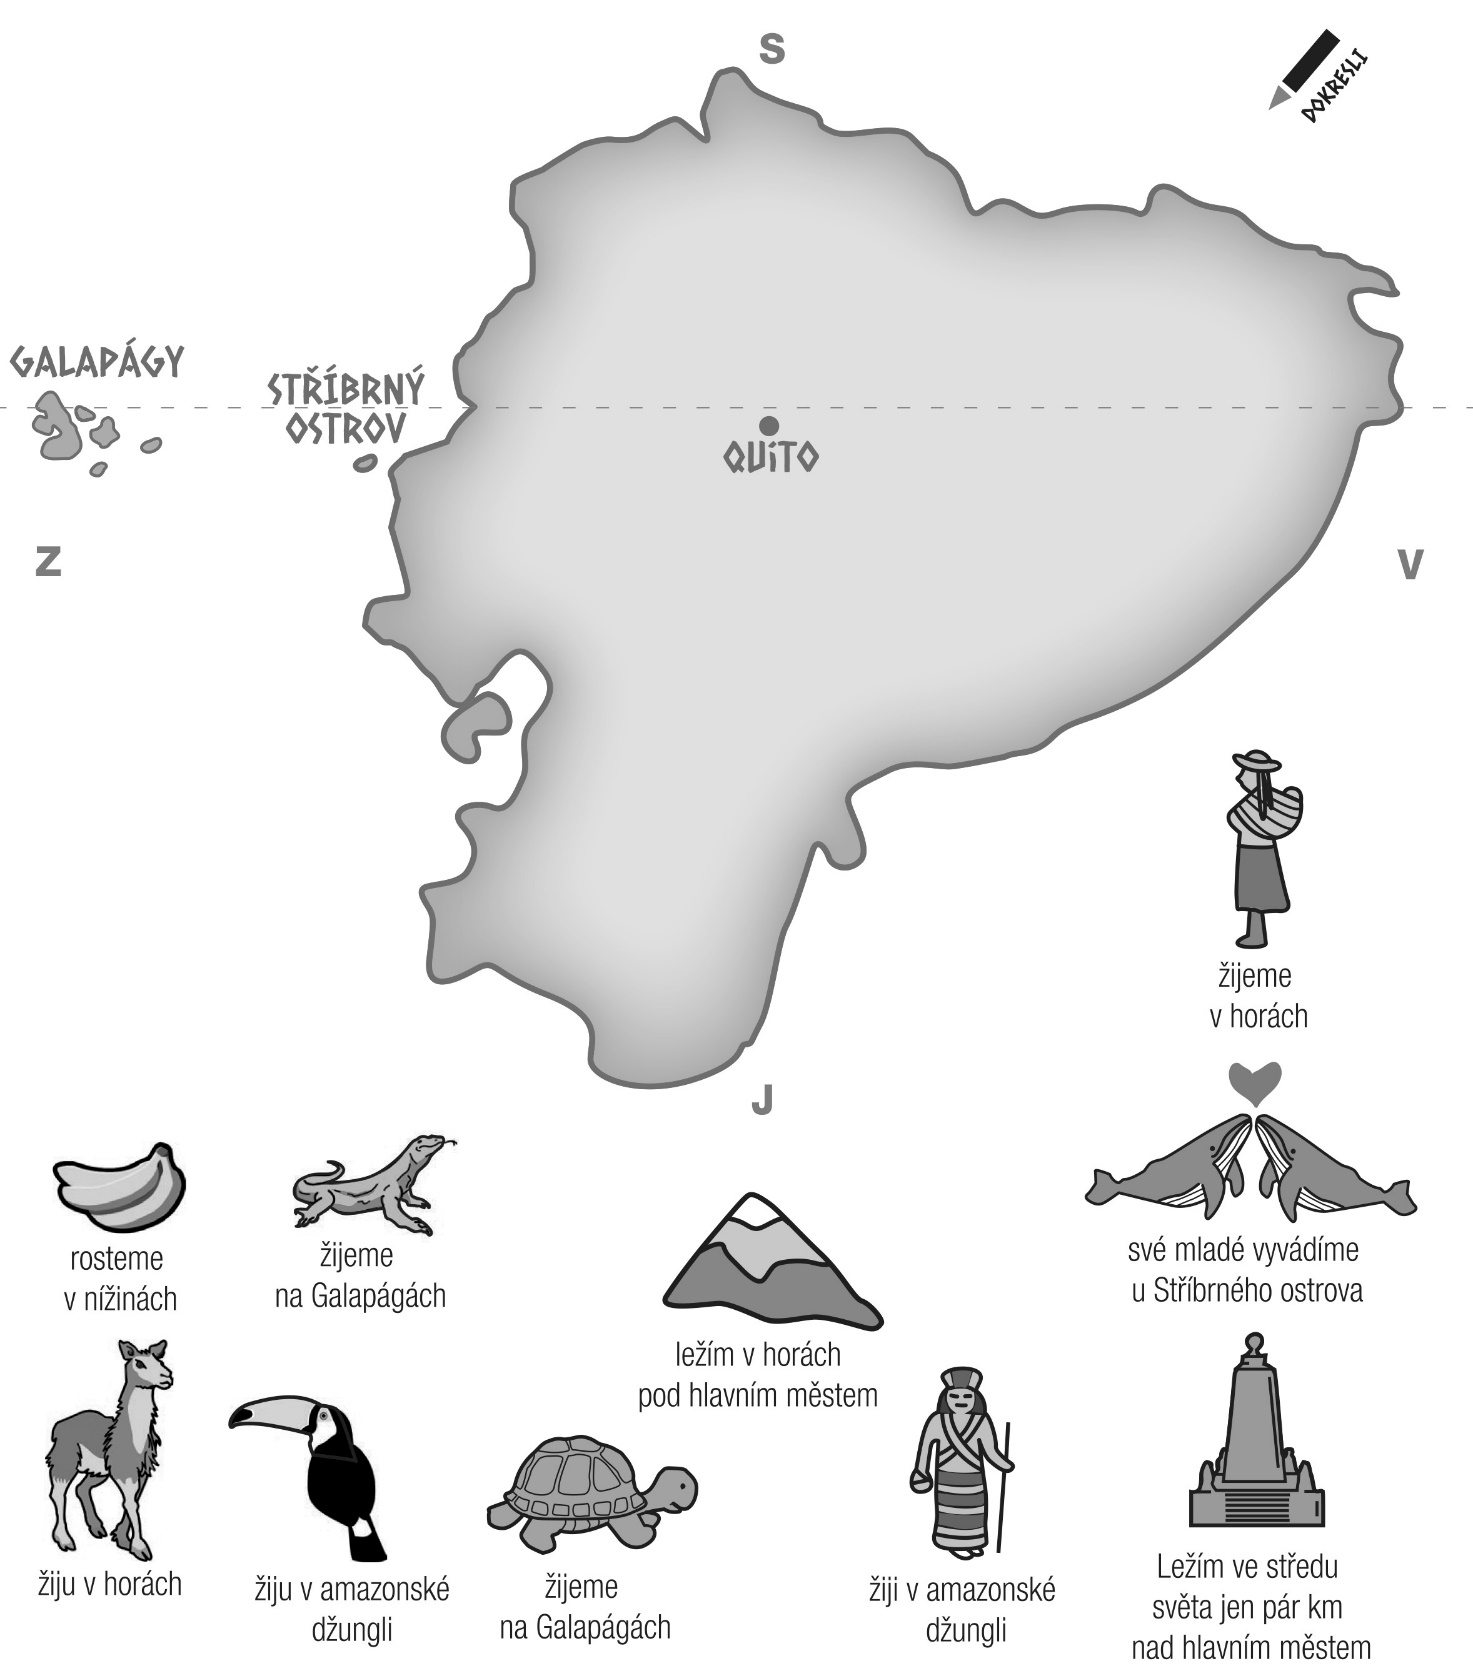 S
DOKRESLI
GALAPÁGY
STŘÍBRNÝ
OSTROV
QUiTO
Z
V
žijeme
v horách
J
rosteme
v nížinách
žijeme
na Galapágách
ležím v horách
pod hlavním městem
své mladé vyvádíme
u Stříbrného ostrova
žiju v horách
žiju v amazonské
džungli
žijeme
na Galapágách
žiji v amazonské
džungli
Ležím ve středu
světa jen pár km
nad hlavním městem